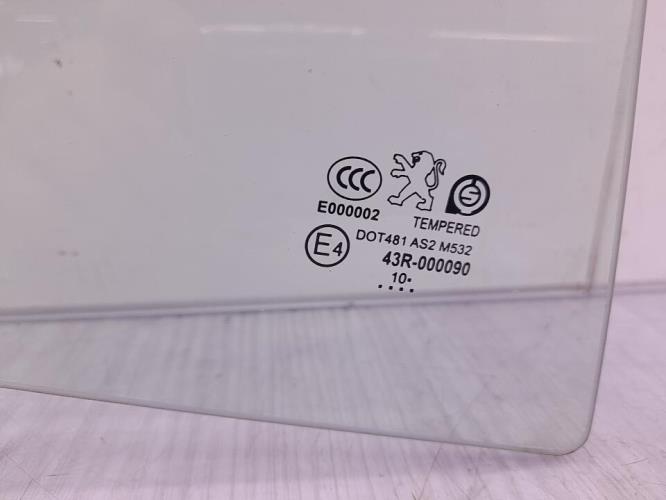 CCC
E000002
TEMPERED
DOT481 AS2 M532
E4
43R-000090
10▪
....